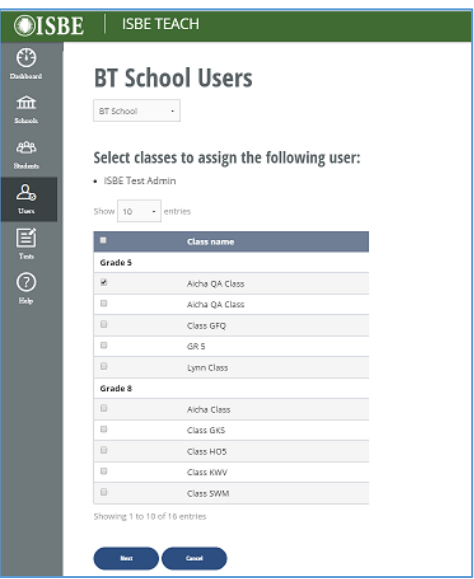 ISBE ISBE TEACH
Dashboard
Schools
Students
Users
Tests
Help
BT School Users
BT School
Select classes to assign the following user:
ISBE Test Admin
Show 10 entries
Class name
Grade 5
Aicha QA Class
Aicha QA Class
Class GFQ
GR 5
Lynn Class
Grade 8
Aicha Class
Class GKS
Class HO5
Class KWV
Class SWM
Showing 1 to 10 of 16 entries
Next Cancel